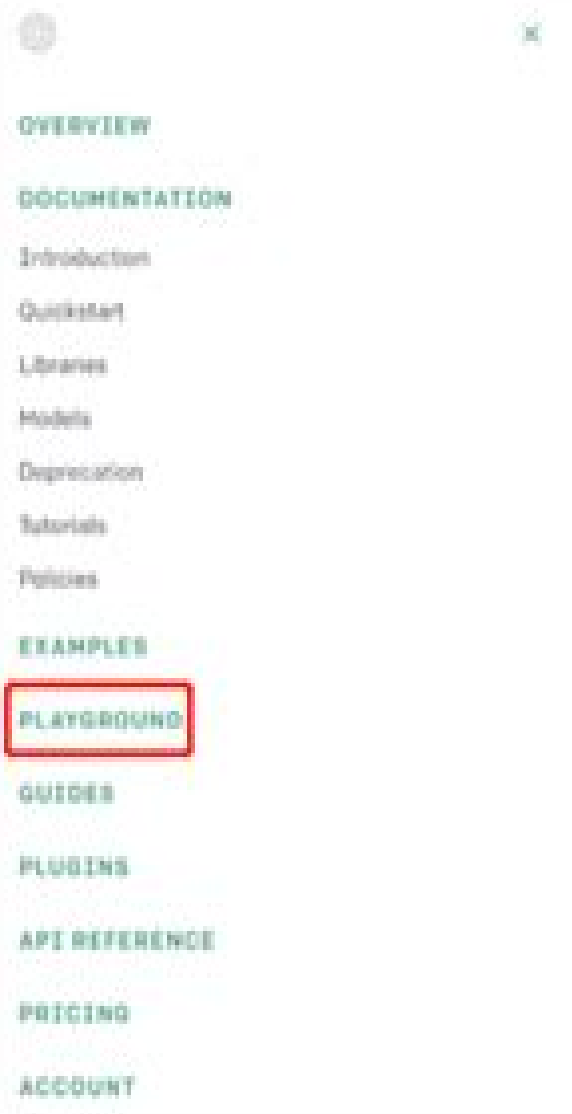 OVERVIEW
DOCUMENTATION
Introduction
Quickstart
Libraries
Models
Deprecation
Tutorials
Policies
EXAMPLES
PLAYGROUND
GUIDES
PLUGINS
API REFERENCE
PRICING
ACCOUNT